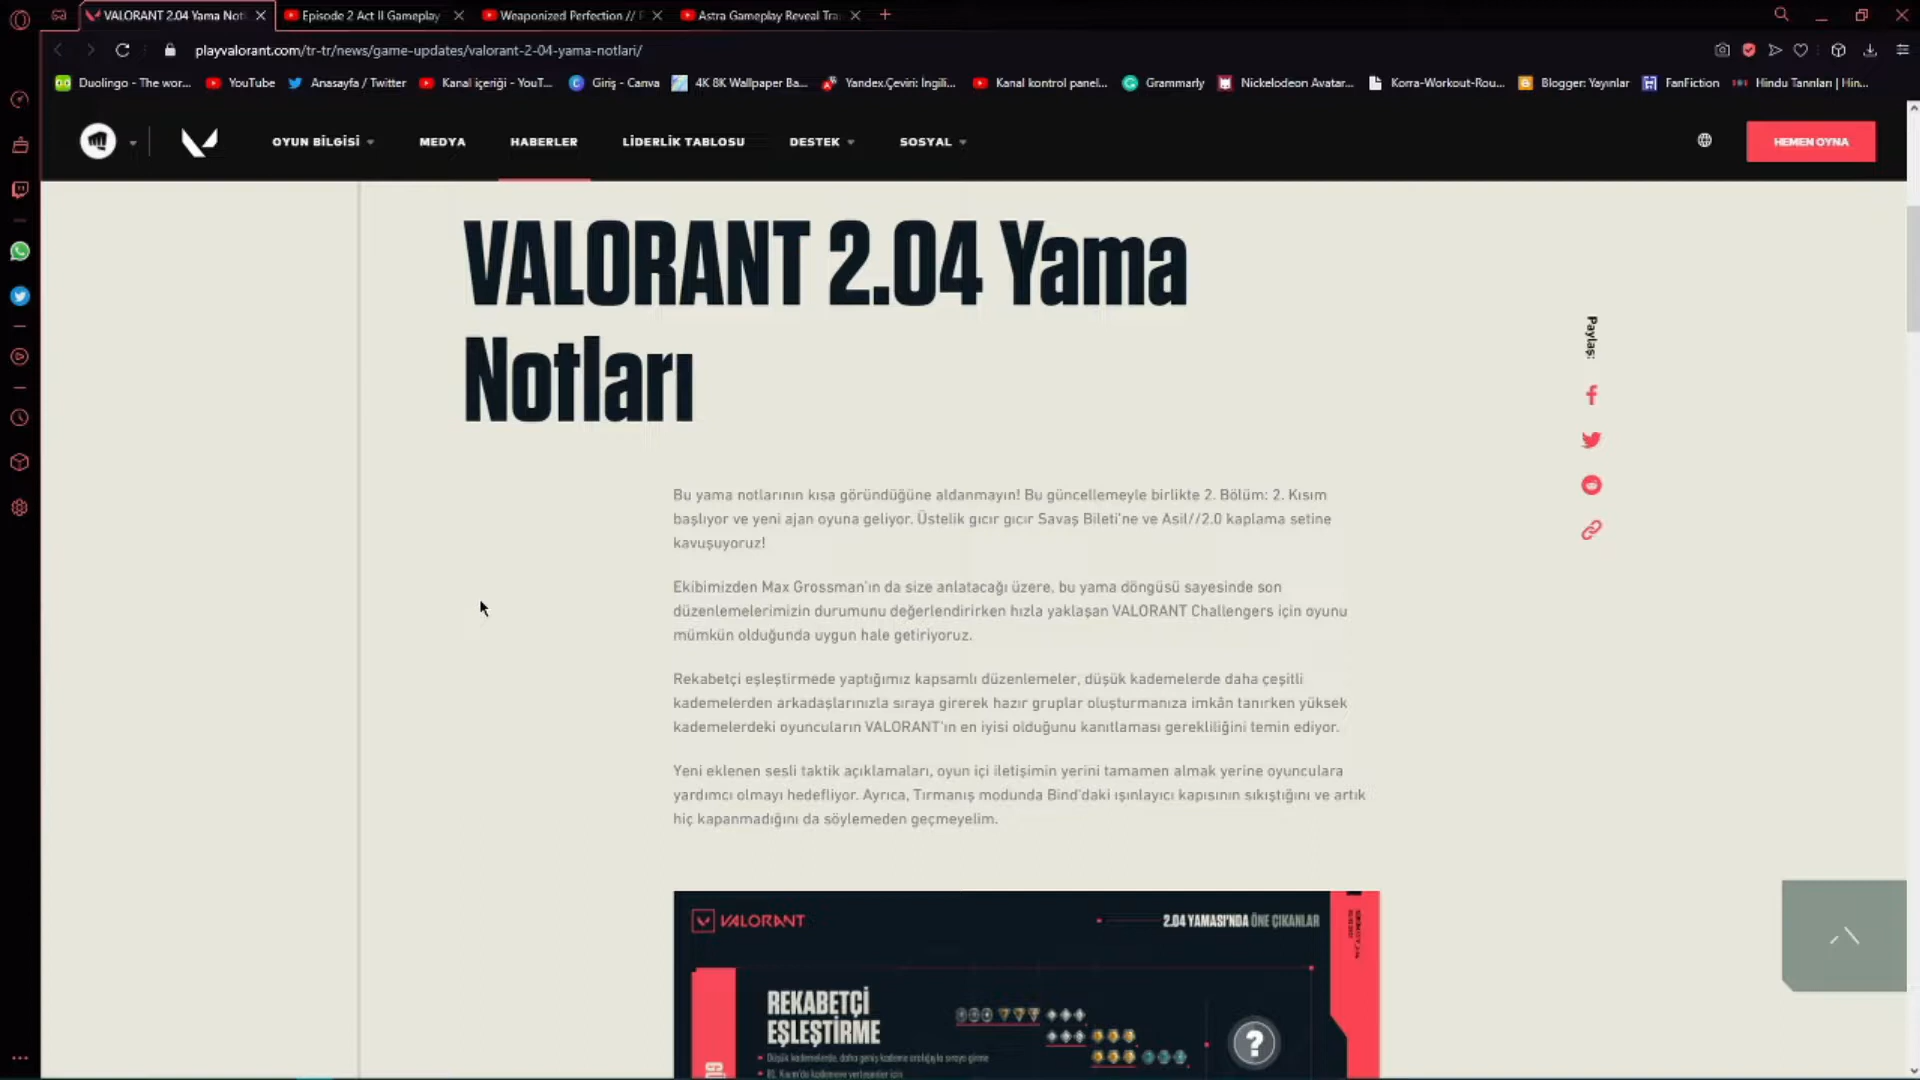 VALORANT 2.04 Yama Not
Episode 2 Act II Gameplay
Weaponized Perfection //
Astra Gameplay Reveal Tra
playvalorant.com/tr-tr/news/game-updates/valorant-2-04-yama-notlari/
Duolingo - The wor...
YouTube
Anasayfa / Twitter
Kanal içeriği - YouT...
Giriş - Canva
4K 8K Wallpaper Ba...
Yandex.Çeviri: İngili...
Kanal kontrol panel...
Grammarly
Nickelodeon Avatar...
Korra-Workout-Rou...
Blogger: Yayınlar
FanFiction
Hindu Tanrıları | Hin...
OYUN BİLGİSİ
MEDYA
HABERLER
LİDERLİK TABLOSU
DESTEK
SOSYAL
HEMEN OYNA
VALORANT 2.04 Yama
Notları
Paylaş:
Bu yama notlarının kısa göründüğüne aldanmayın! Bu güncellemeyle birlikte 2. Bölüm: 2. Kısım
başlıyor ve yeni ajan oyuna geliyor. Üstelik gıcır gıcır Savaş Bileti'ne ve Asil//2.0 kaplama setine
kavuşuyoruz!
Ekibimizden Max Grossman'ın da size anlatacağı üzere, bu yama döngüsü sayesinde son
düzenlemelerimizin durumunu değerlendirirken hızla yaklaşan VALORANT Challengers için oyunu
mümkün olduğunda uygun hale getiriyoruz.
Rekabetçi eşleştirmede yaptığımız kapsamlı düzenlemeler, düşük kademelerde daha çeşitli
kademelerden arkadaşlarınızla sıraya girerek hazır gruplar oluşturmanıza imkân tanırken yüksek
kademelerdeki oyuncuların VALORANT'ın en iyisi olduğunu kanıtlaması gerekliliğini temin ediyor.
Yeni eklenen sesli taktik açıklamaları, oyun içi iletişimin yerini tamamen almak yerine oyunculara
yardımcı olmayı hedefliyor. Ayrıca, Tırmanış modunda Bind'daki ışınlayıcı kapısının sıkıştığını ve artık
hiç kapanmadığını da söylemeden geçmeyelim.
VALORANT
2.04 YAMASI'NDA ÖNE ÇIKANLAR
REKABETÇİ
EŞLEŞTİRME
Düşük kademelerde, daha geniş kademe aralığıyla sıraya girme
?